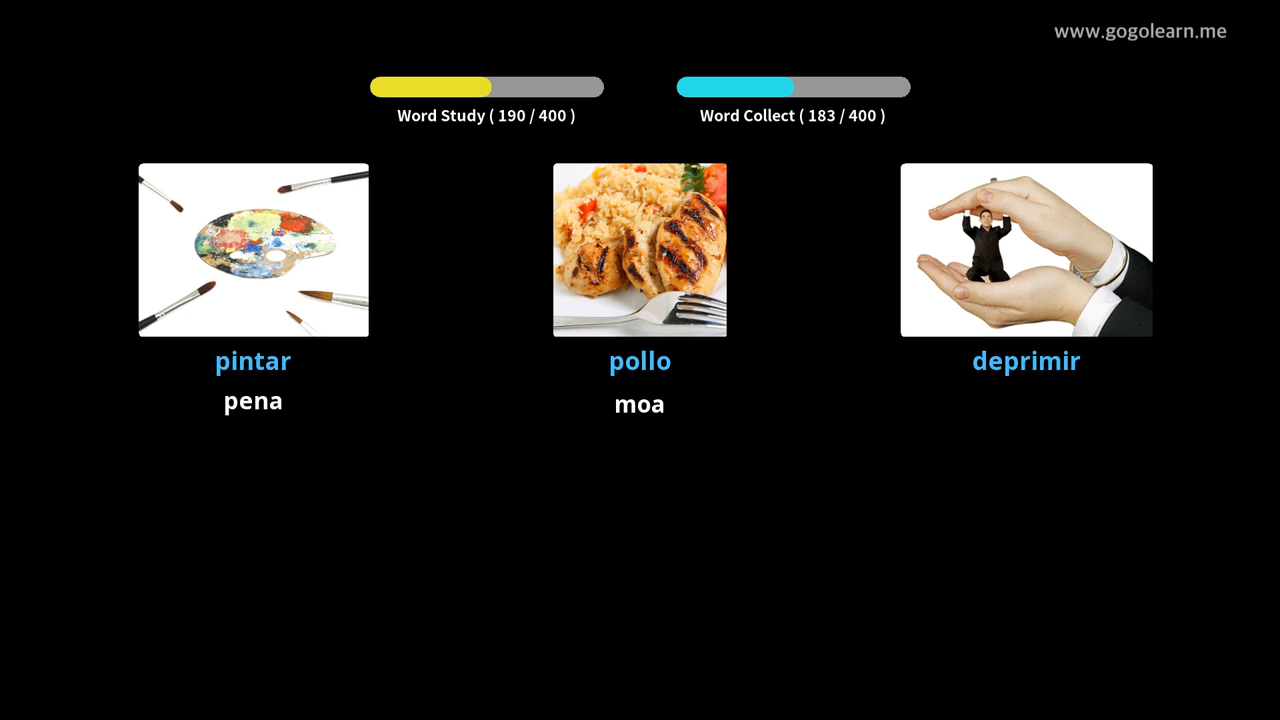 www.gogolearn.me
Word Study ( 190 / 400 )
Word Collect ( 183 / 400 )
pintar
pollo
deprimir
pena
moa